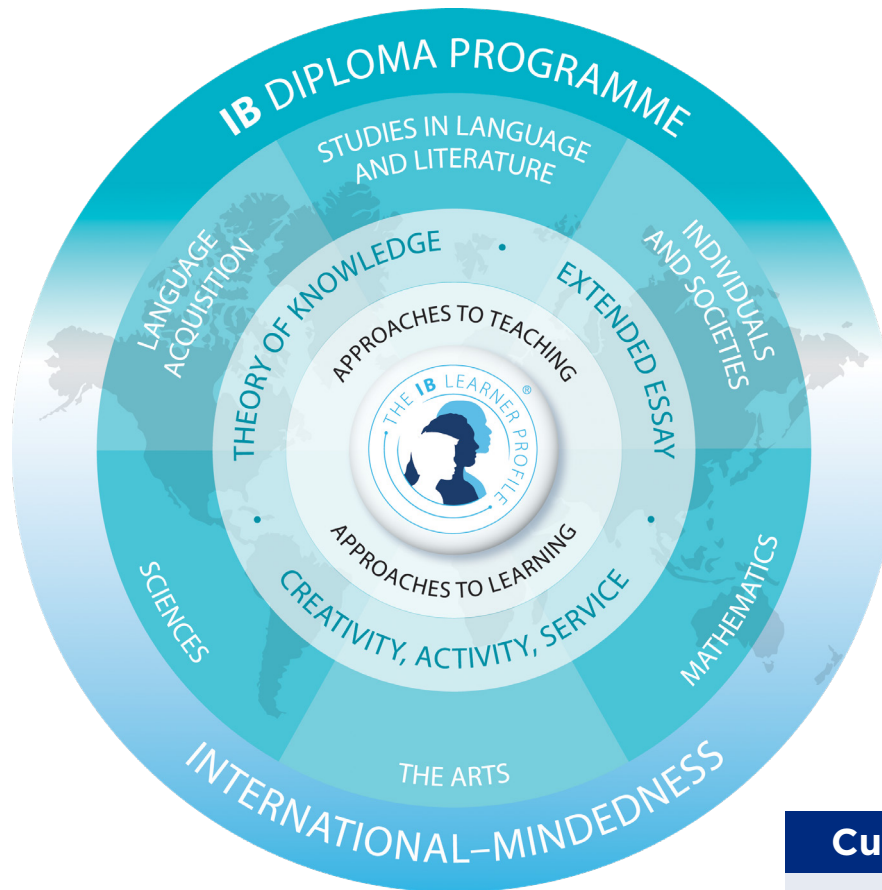 IB DIPLOMA PROGRAMME
STUDIES IN LANGUAGE
AND LITERATURE
LANGUAGE
ACQUISITION
INDIVIDUALS
AND SOCIETIES
THEORY OF KNOWLEDGE
•
EXTENDED ESSAY
APPROACHES TO TEACHING
• THE IB LEARNER PROFILE •
®
APPROACHES TO LEARNING
•
CREATIVITY, ACTIVITY, SERVICE
•
SCIENCES
MATHEMATICS
THE ARTS
INTERNATIONAL–MINDEDNESS
Cu